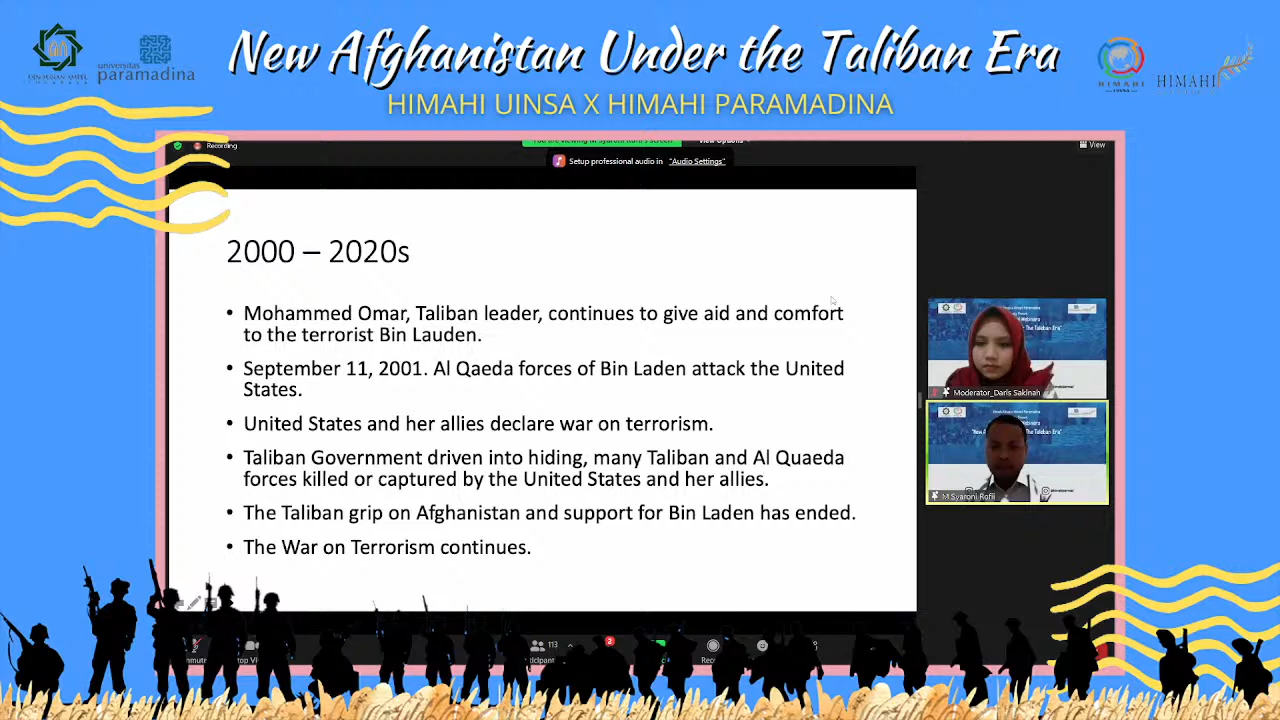 New Afghanistan Under the Taliban Era
HIMAHI UINSA X HIMAHI PARAMADINA
universitas
paramadina
HIMAHI
HIMAHI
Recording
View Options
View
Setup professional audio in "Audio Settings"
2000 – 2020s
• Mohammed Omar, Taliban leader, continues to give aid and comfort
to the terrorist Bin Lauden.
• September 11, 2001. Al Qaeda forces of Bin Laden attack the United
States.
• United States and her allies declare war on terrorism.
• Taliban Government driven into hiding, many Taliban and Al Quaeda
forces killed or captured by the United States and her allies.
• The Taliban grip on Afghanistan and support for Bin Laden has ended.
• The War on Terrorism continues.
Moderator_Daris Sakinah
M Syaroni Rofii
113
2